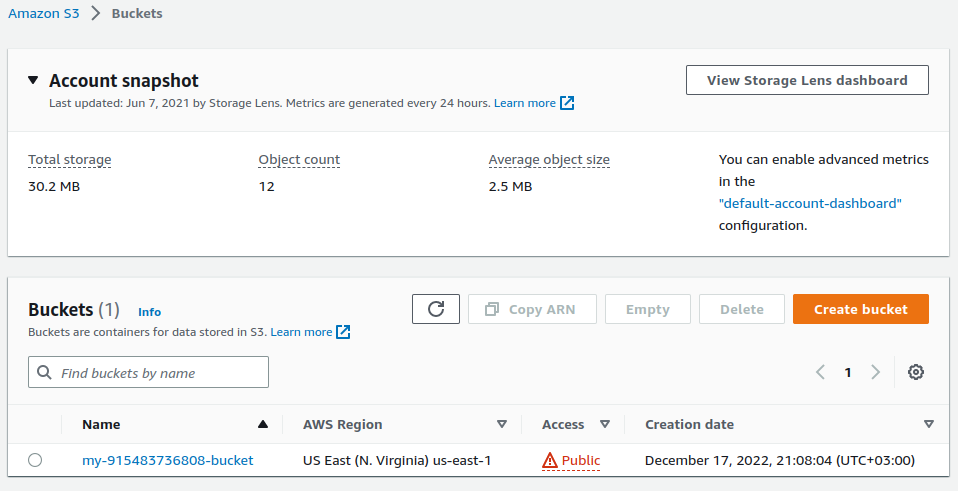 Amazon S3 > Buckets
Account snapshot
View Storage Lens dashboard
Last updated: Jun 7, 2021 by Storage Lens. Metrics are generated every 24 hours. Learn more
Total storage
Object count
Average object size
30.2 MB
12
2.5 MB
You can enable advanced metrics
in the
"default-account-dashboard"
configuration.
Buckets (1) Info
Copy ARN
Empty
Delete
Create bucket
Buckets are containers for data stored in S3. Learn more
Find buckets by name
1
Name
AWS Region
Access
Creation date
my-915483736808-bucket
US East (N. Virginia) us-east-1
Public
December 17, 2022, 21:08:04 (UTC+03:00)